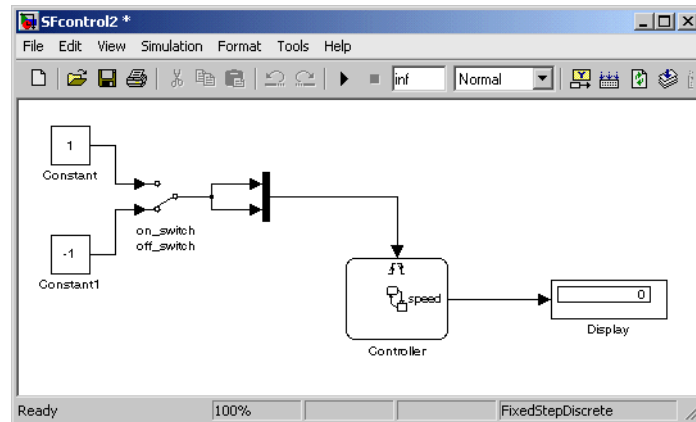 SFcontrol2 *
File Edit View Simulation Format Tools Help
inf Normal
1
Constant
-1
Constant1
on_switch
off_switch
speed
Controller
0
Display
Ready 100% FixedStepDiscrete